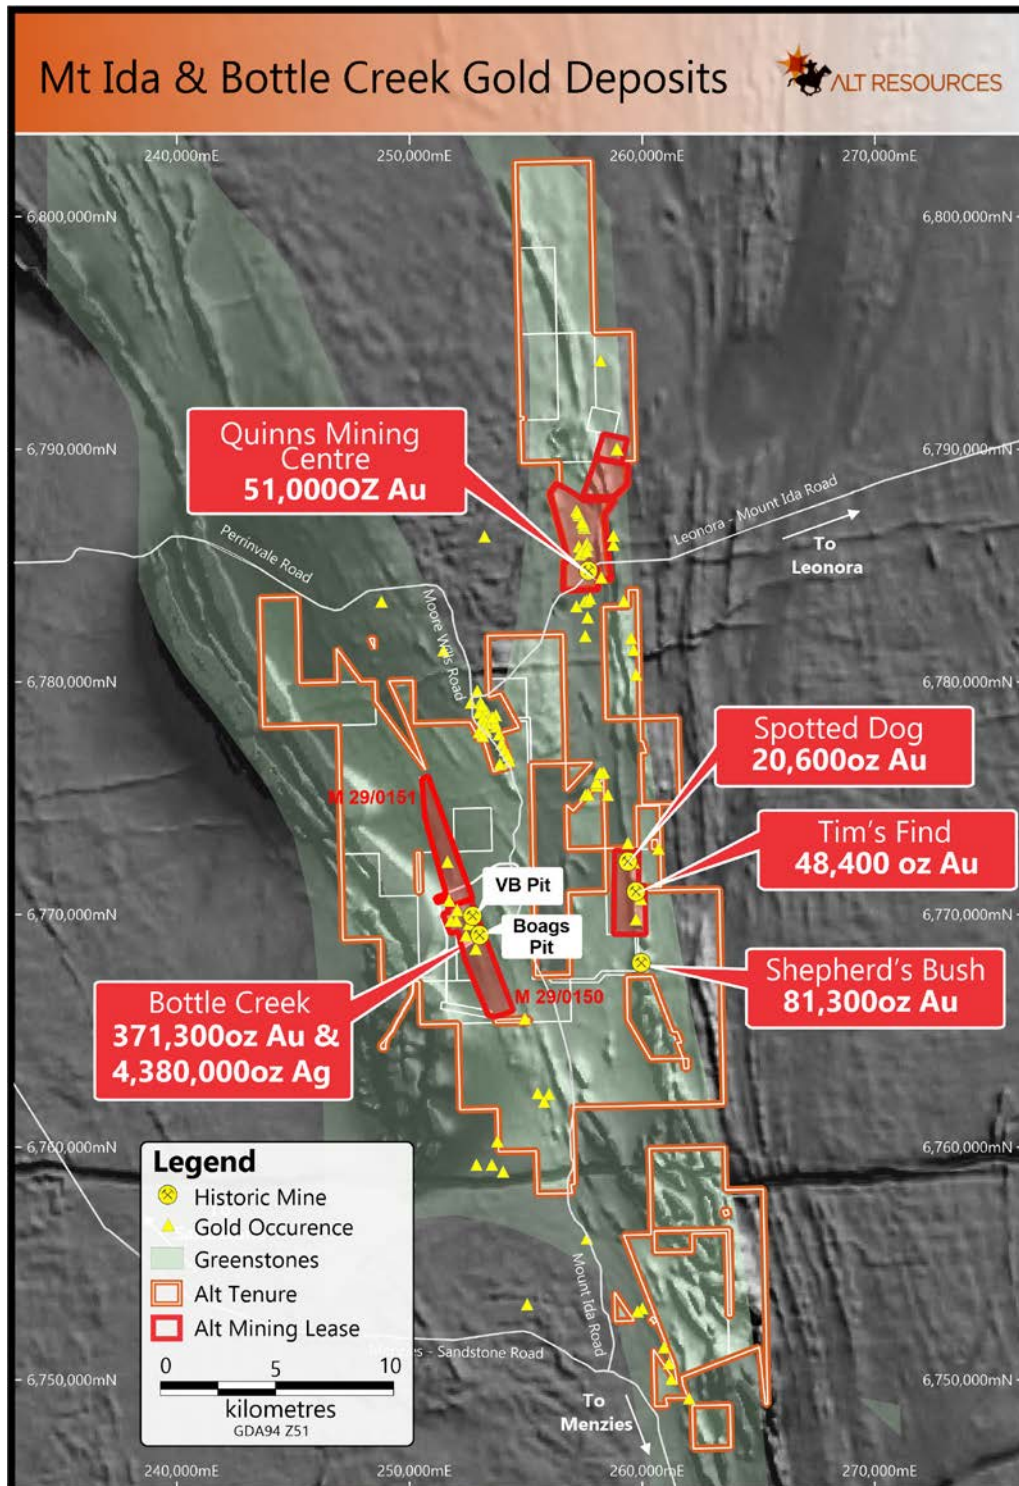 Mt Ida & Bottle Creek Gold Deposits
ALT RESOURCES
240,000mE
250,000mE
260,000mE
270,000mE
6,800,000mN
6,800,000mN
Quinns Mining
Centre
51,000OZ Au
6,790,000mN
6,790,000mN
Leonora - Mount Ida Road
To
Leonora
Perrinvale Road
Moore Wills Road
6,780,000mN
6,780,000mN
Spotted Dog
20,600oz Au
M 29/0151
Tim's Find
48,400 oz Au
VB Pit
6,770,000mN
6,770,000mN
Boags
Pit
Shepherd's Bush
81,300oz Au
M 29/0150
Bottle Creek
371,300oz Au &
4,380,000oz Ag
6,760,000mN
6,760,000mN
Legend
Historic Mine
Gold Occurence
Greenstones
Alt Tenure
Alt Mining Lease
0
5
10
kilometres
GDA94 Z51
Mount Ida Road
- Sandstone Road
6,750,000mN
6,750,000mN
To
Menzies
240,000mE
250,000mE
260,000mE
270,000mE